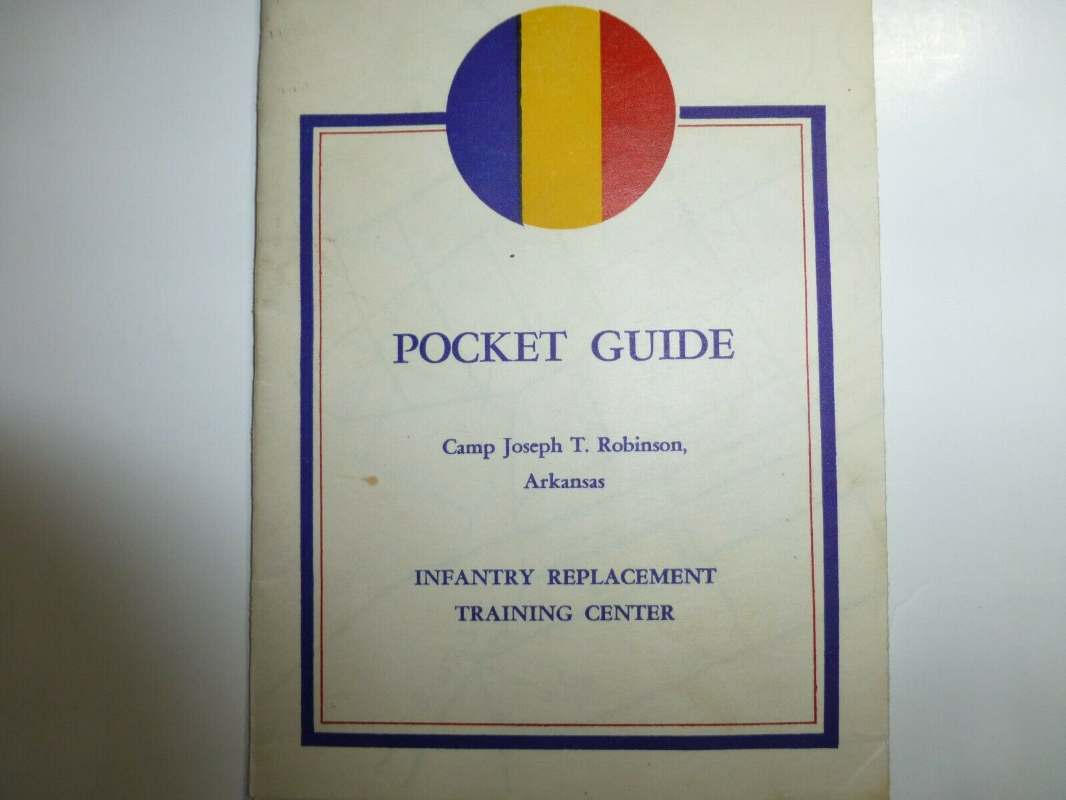 POCKET GUIDE
Camp Joseph T. Robinson,
Arkansas
INFANTRY REPLACEMENT
TRAINING CENTER